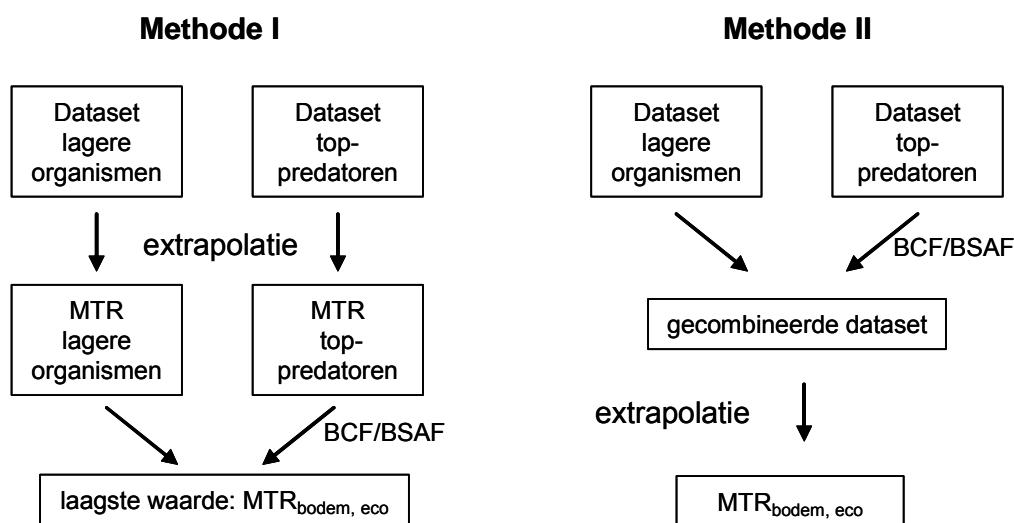 Methode I
Dataset
lagere
organismen
Dataset
top-
predatoren
extrapolatie
MTR
lagere
organismen
MTR
top-
predatoren
BCF/BSAF
laagste waarde: MTRbodem, eco
Methode II
Dataset
lagere
organismen
Dataset
top-
predatoren
BCF/BSAF
gecombineerde dataset
extrapolatie
MTRbodem, eco